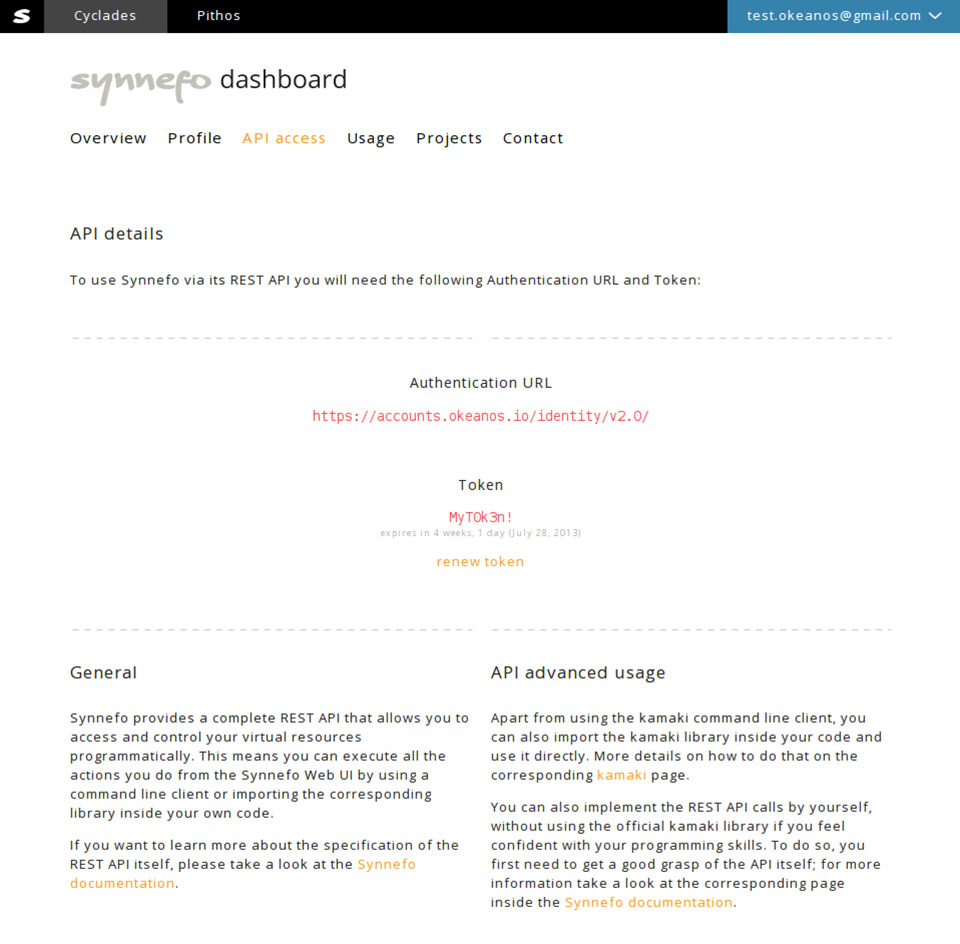 S Cyclades Pithos test.okeanos@gmail.com
synnefo dashboard
Overview Profile API access Usage Projects Contact
API details
To use Synnefo via its REST API you will need the following Authentication URL and Token:
Authentication URL
https://accounts.okeanos.io/identity/v2.0/
Token
MyT0k3n!
expires in 4 weeks, 1 day (July 28, 2013)
renew token
General
Synnefo provides a complete REST API that allows you to
access and control your virtual resources
programmatically. This means you can execute all the
actions you do from the Synnefo Web UI by using a
command line client or importing the corresponding
library inside your own code.
If you want to learn more about the specification of the
REST API itself, please take a look at the Synnefo
documentation.
API advanced usage
Apart from using the kamaki command line client, you
can also import the kamaki library inside your code and
use it directly. More details on how to do that on the
corresponding kamaki page.
You can also implement the REST API calls by yourself,
without using the official kamaki library if you feel
confident with your programming skills. To do so, you
first need to get a good grasp of the API itself; for more
information take a look at the corresponding page
inside the Synnefo documentation.